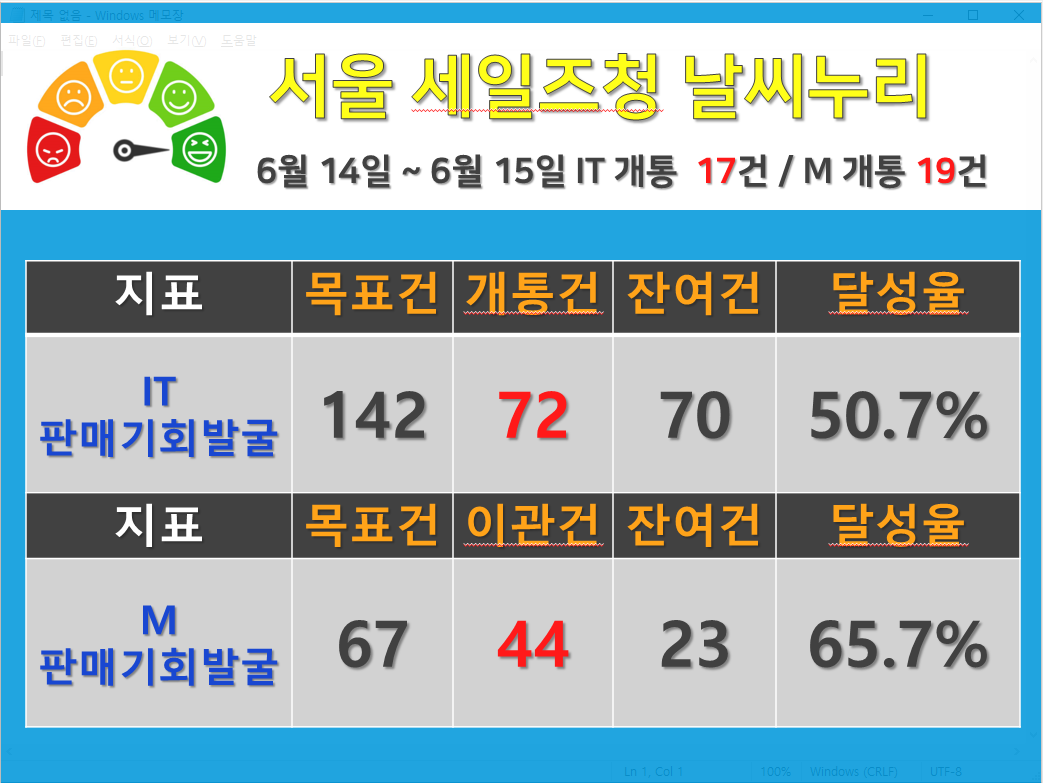 제목 없음 - Windows 메모장
파일(F) 편집(E) 서식(O) 보기(V) 도움말
서울 세일즈청 날씨누리
6월 14일 ~ 6월 15일 IT 개통 17건 / M 개통 19건
지표 목표건 개통건 잔여건 달성율
IT
판매기회발굴 142 72 70 50.7%
지표 목표건 이관건 잔여건 달성율
M
판매기회발굴 67 44 23 65.7%
Ln 1, Col 1 100% Windows (CRLF) UTF-8